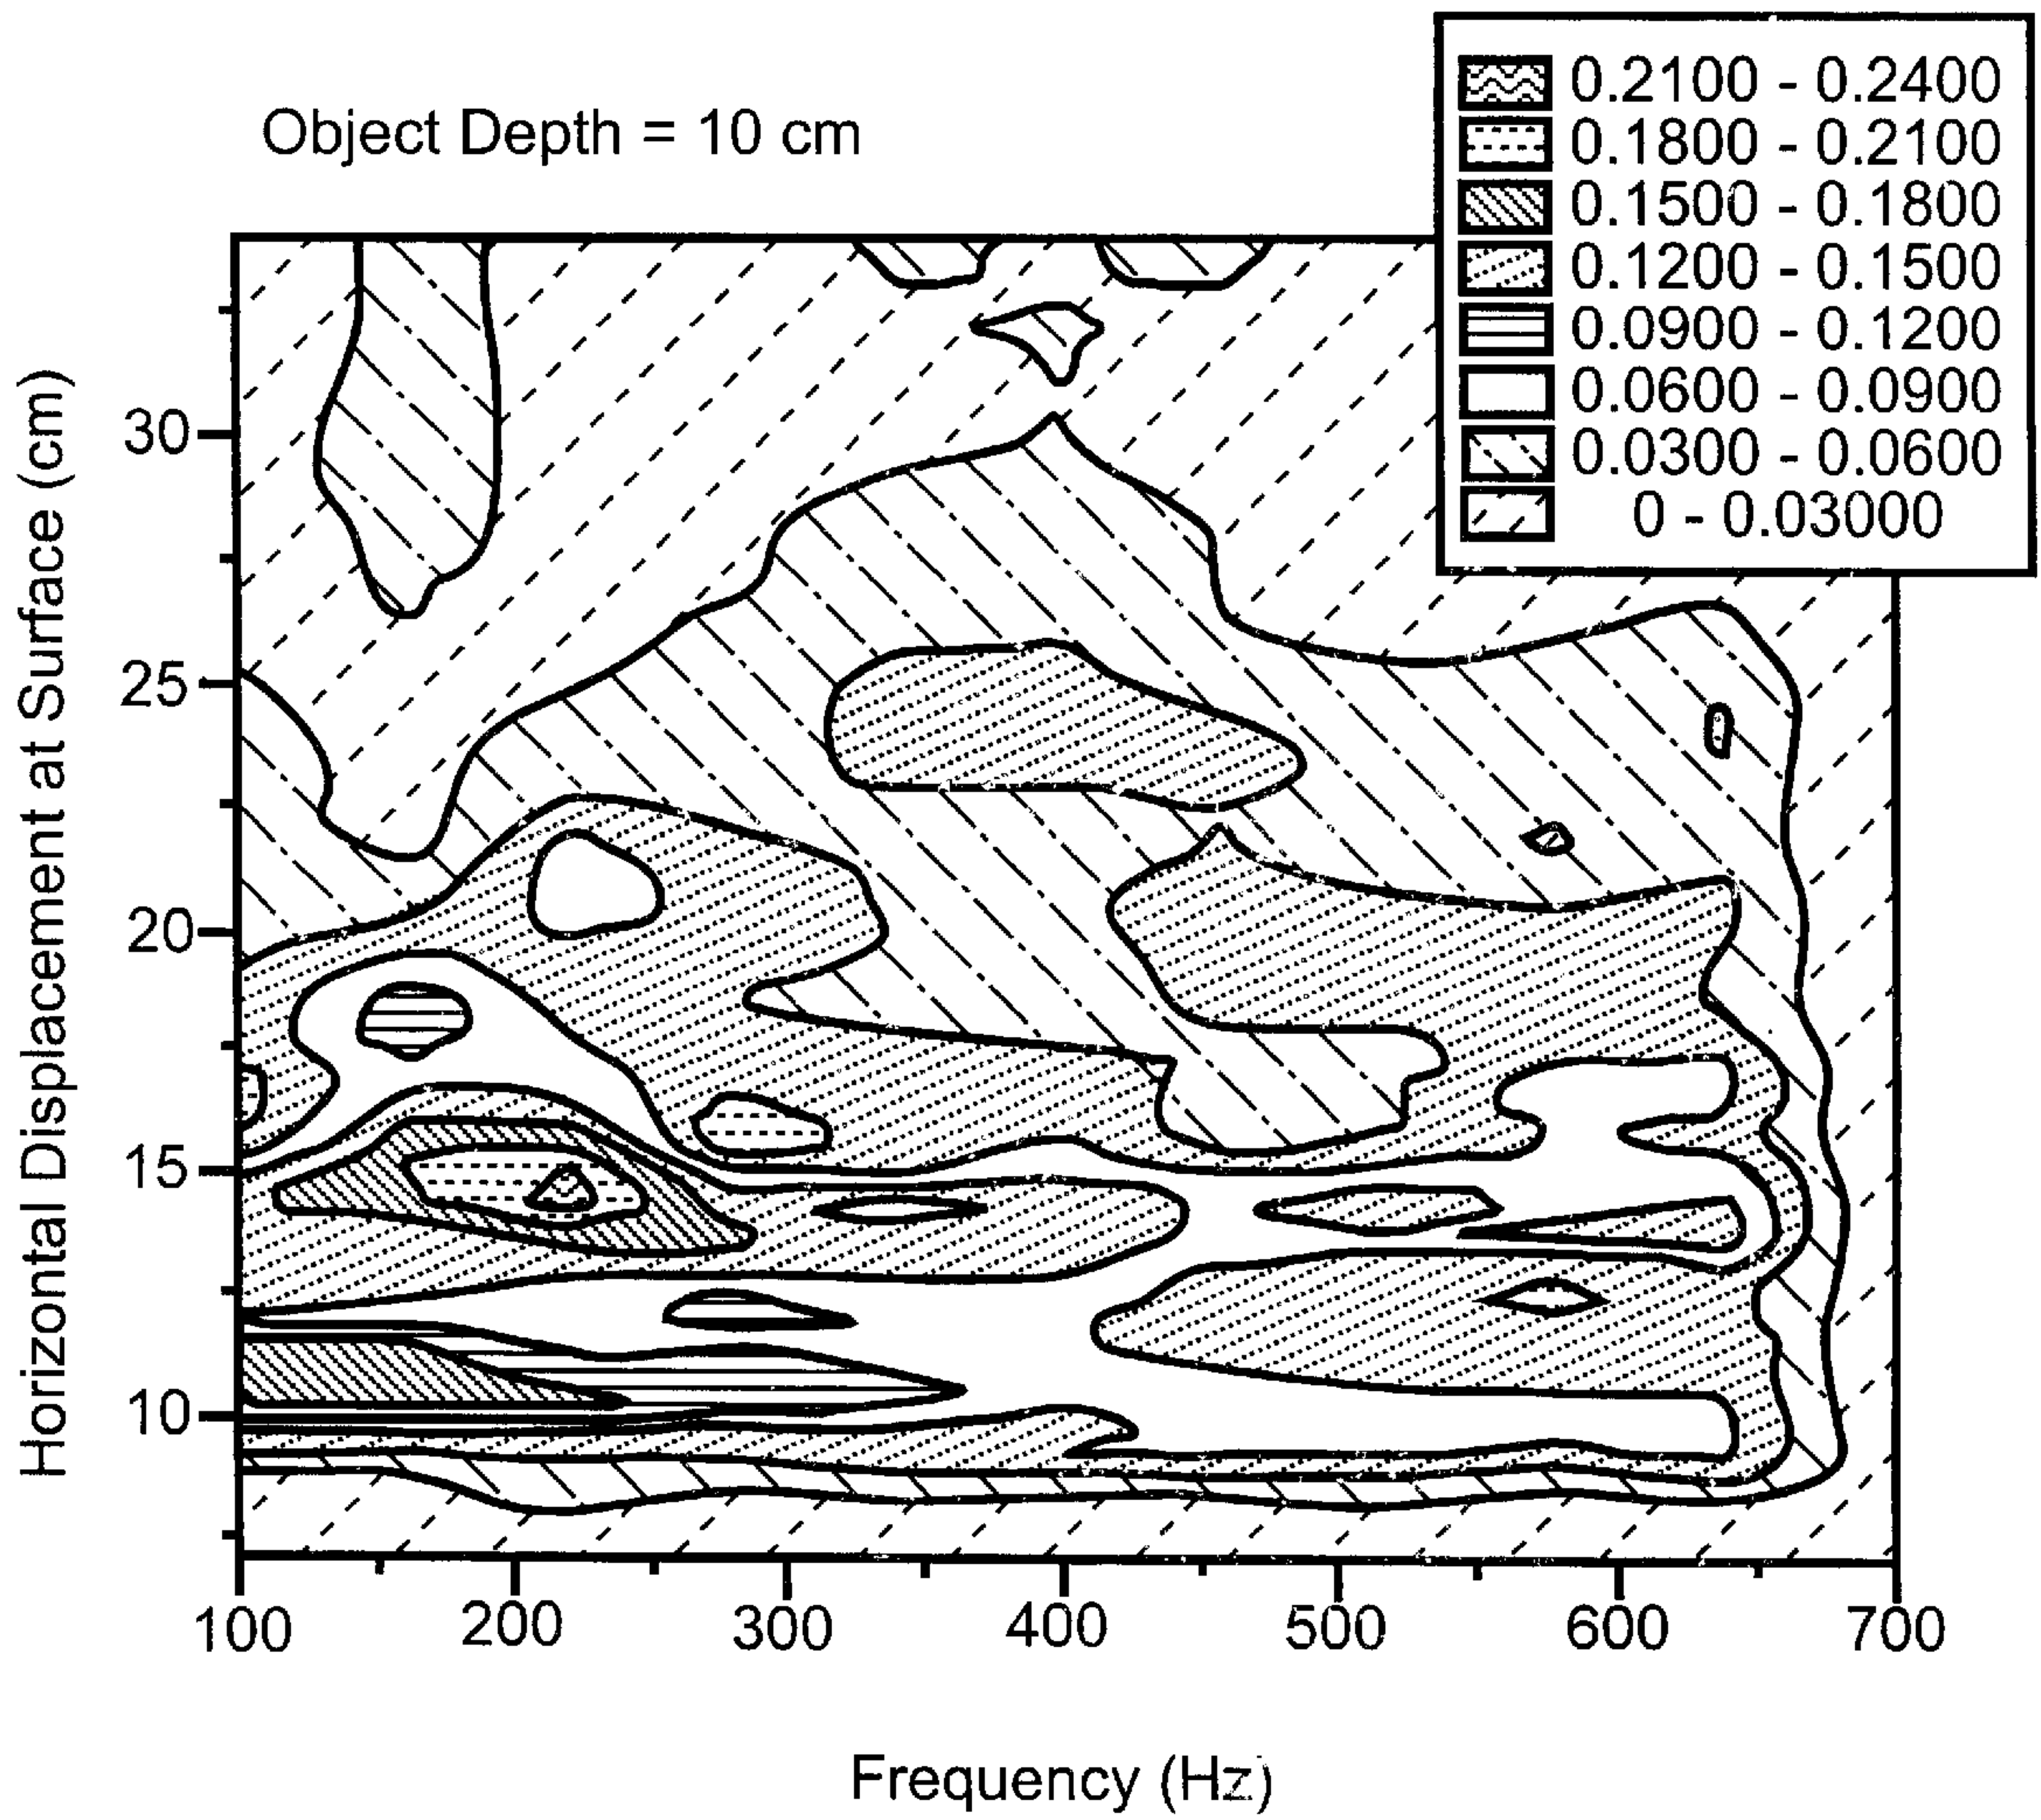 Object Depth = 10 cm
0.2100 - 0.2400
0.1800 - 0.2100
0.1500 - 0.1800
0.1200 - 0.1500
0.0900 - 0.1200
0.0600 - 0.0900
0.0300 - 0.0600
0 - 0.03000
Horizontal Displacement at Surface (cm)
30
25
20
15
10
100 200 300 400 500 600 700
Frequency (Hz)